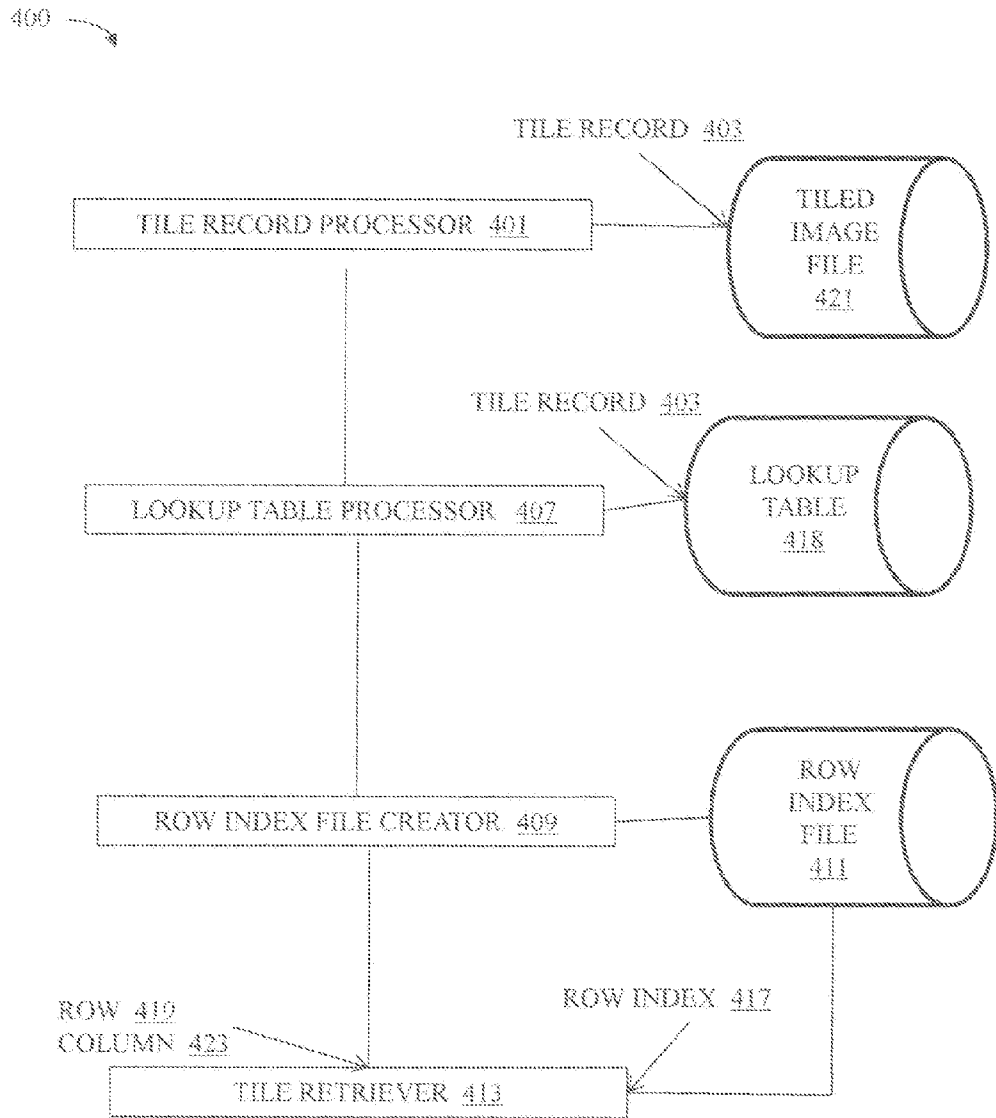 400
TILE RECORD 403
TILE RECORD PROCESSOR 401
TILED
IMAGE
FILE
421
TILE RECORD 403
LOOKUP TABLE PROCESSOR 407
LOOKUP
TABLE
418
ROW INDEX FILE CREATOR 409
ROW
INDEX
FILE
411
ROW INDEX 417
ROW 419
COLUMN 423
TILE RETRIEVER 413